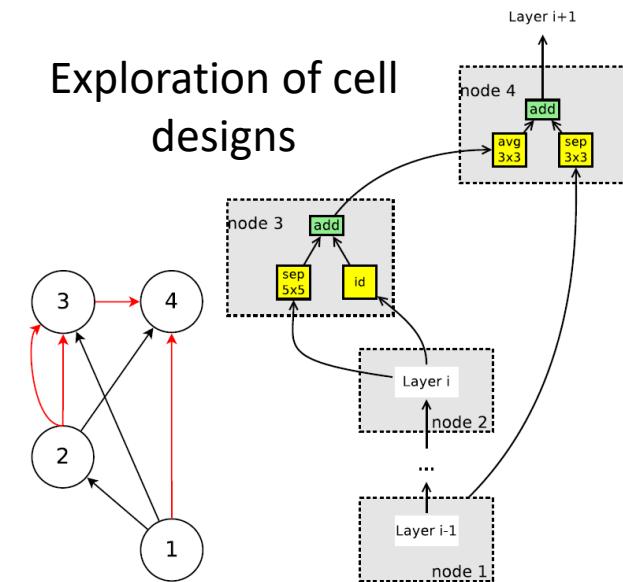 Exploration of cell
designs
Layer i+1
node 4
add
avg
3x3
sep
3x3
node 3
add
sep
5x5
id
Layer i
node 2
...
Layer i-1
node 1
3
4
2
1